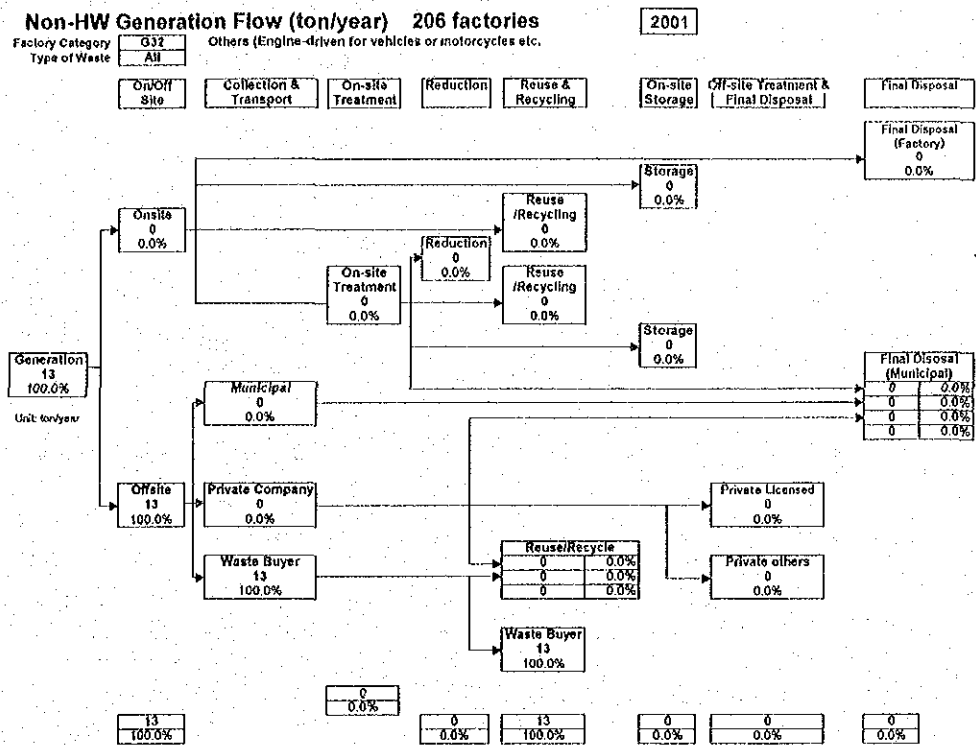 Non-HW Generation Flow (ton/year) 206 factories
2001
Factory Category G32 Others (Engine-driven for vehicles or motorcycles etc.
Type of Waste All
On/Off
Site
Collection &
Transport
On-site
Treatment
Reduction
Reuse &
Recycling
On-site
Storage
Off-site Treatment &
Final Disposal
Final Disposal
Final Disposal
(Factory)
0
0.0%
Storage
0
0.0%
Reuse
/Recycling
0
0.0%
Onsite
0
0.0%
Reduction
0
0.0%
On-site
Treatment
0
0.0%
Reuse
/Recycling
0
0.0%
Storage
0
0.0%
Generation
13
100.0%
Unit: ton/year
Final Disosal
(Municipal)
0 0.0%
0 0.0%
0 0.0%
0 0.0%
Municipal
0
0.0%
Offsite
13
100.0%
Private Company
0
0.0%
Private Licensed
0
0.0%
Waste Buyer
13
100.0%
Reuse/Recycle
0 0.0%
0 0.0%
0 0.0%
Private others
0
0.0%
Waste Buyer
13
100.0%
0
0.0%
13
100.0%
0
0.0%
13
100.0%
0
0.0%
0
0.0%
0
0.0%